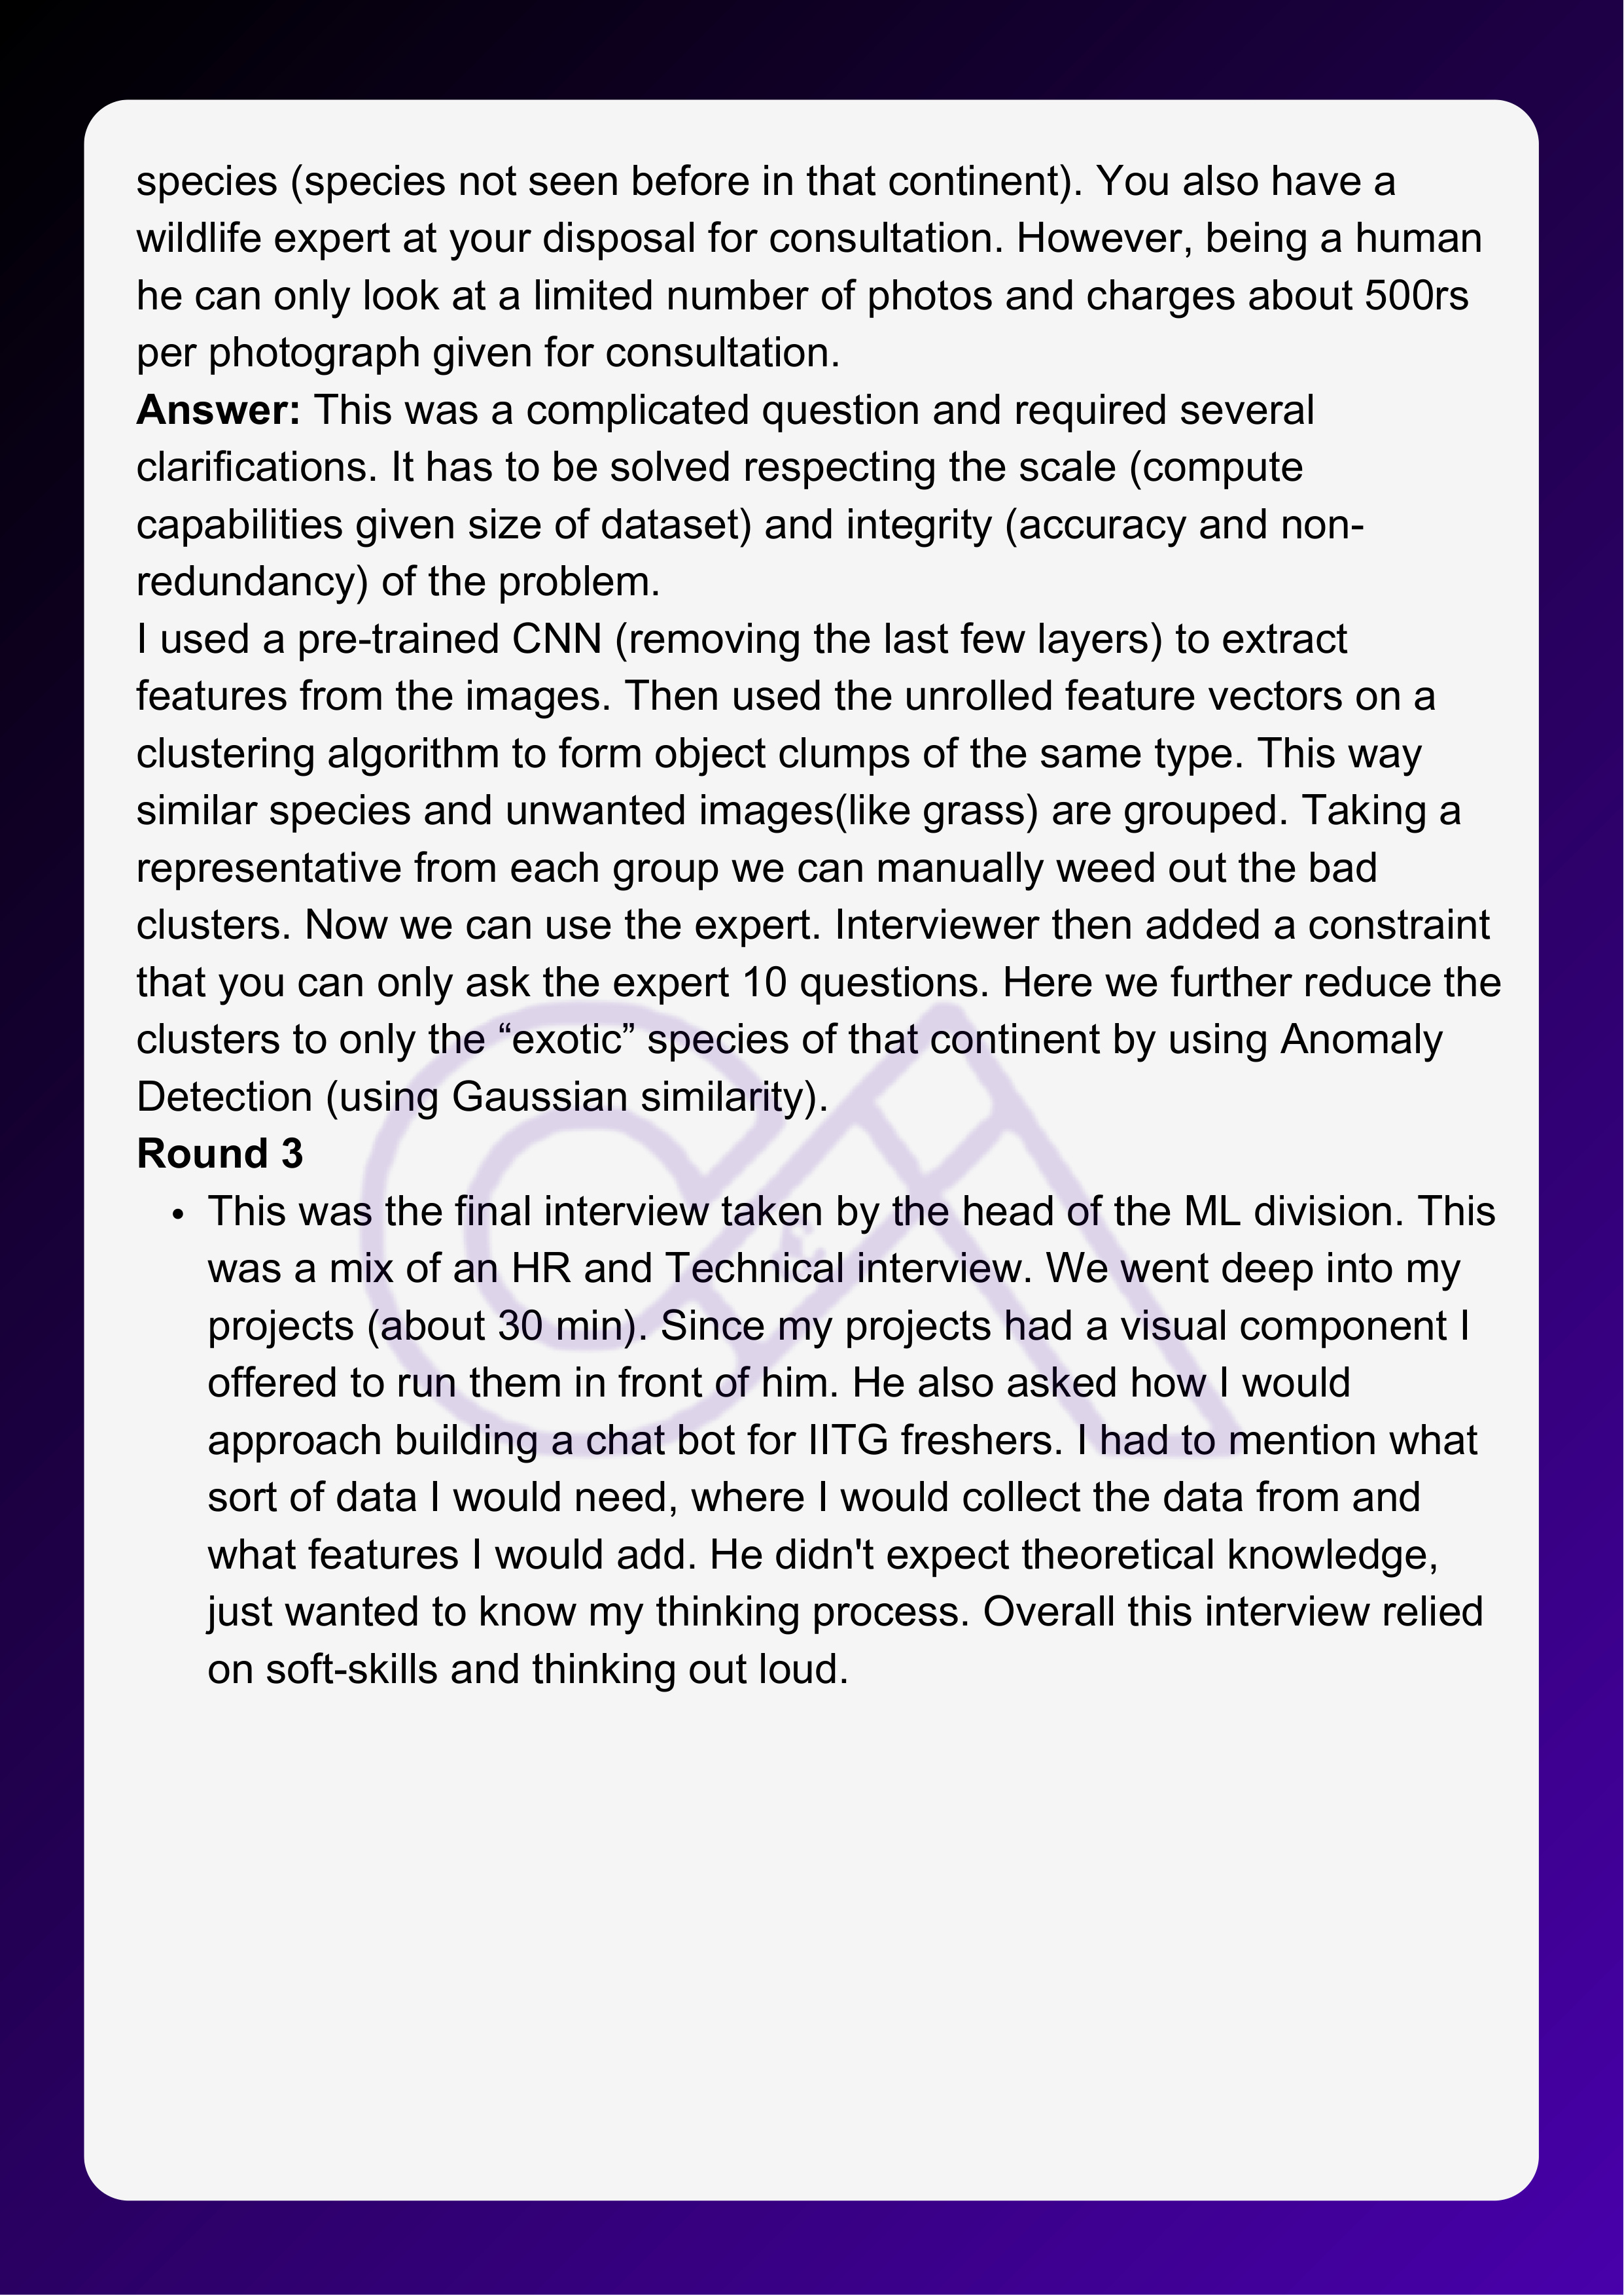 species (species not seen before in that continent). You also have a
wildlife expert at your disposal for consultation. However, being a human
he can only look at a limited number of photos and charges about 500rs
per photograph given for consultation.
Answer: This was a complicated question and required several
clarifications. It has to be solved respecting the scale (compute
capabilities given size of dataset) and integrity (accuracy and non-
redundancy) of the problem.
I used a pre-trained CNN (removing the last few layers) to extract
features from the images. Then used the unrolled feature vectors on a
clustering algorithm to form object clumps of the same type. This way
similar species and unwanted images(like grass) are grouped. Taking a
representative from each group we can manually weed out the bad
clusters. Now we can use the expert. Interviewer then added a constraint
that you can only ask the expert 10 questions. Here we further reduce the
clusters to only the “exotic” species of that continent by using Anomaly
Detection (using Gaussian similarity).
Round 3
• This was the final interview taken by the head of the ML division. This
was a mix of an HR and Technical interview. We went deep into my
projects (about 30 min). Since my projects had a visual component I
offered to run them in front of him. He also asked how I would
approach building a chat bot for IITG freshers. I had to mention what
sort of data I would need, where I would collect the data from and
what features I would add. He didn't expect theoretical knowledge,
just wanted to know my thinking process. Overall this interview relied
on soft-skills and thinking out loud.